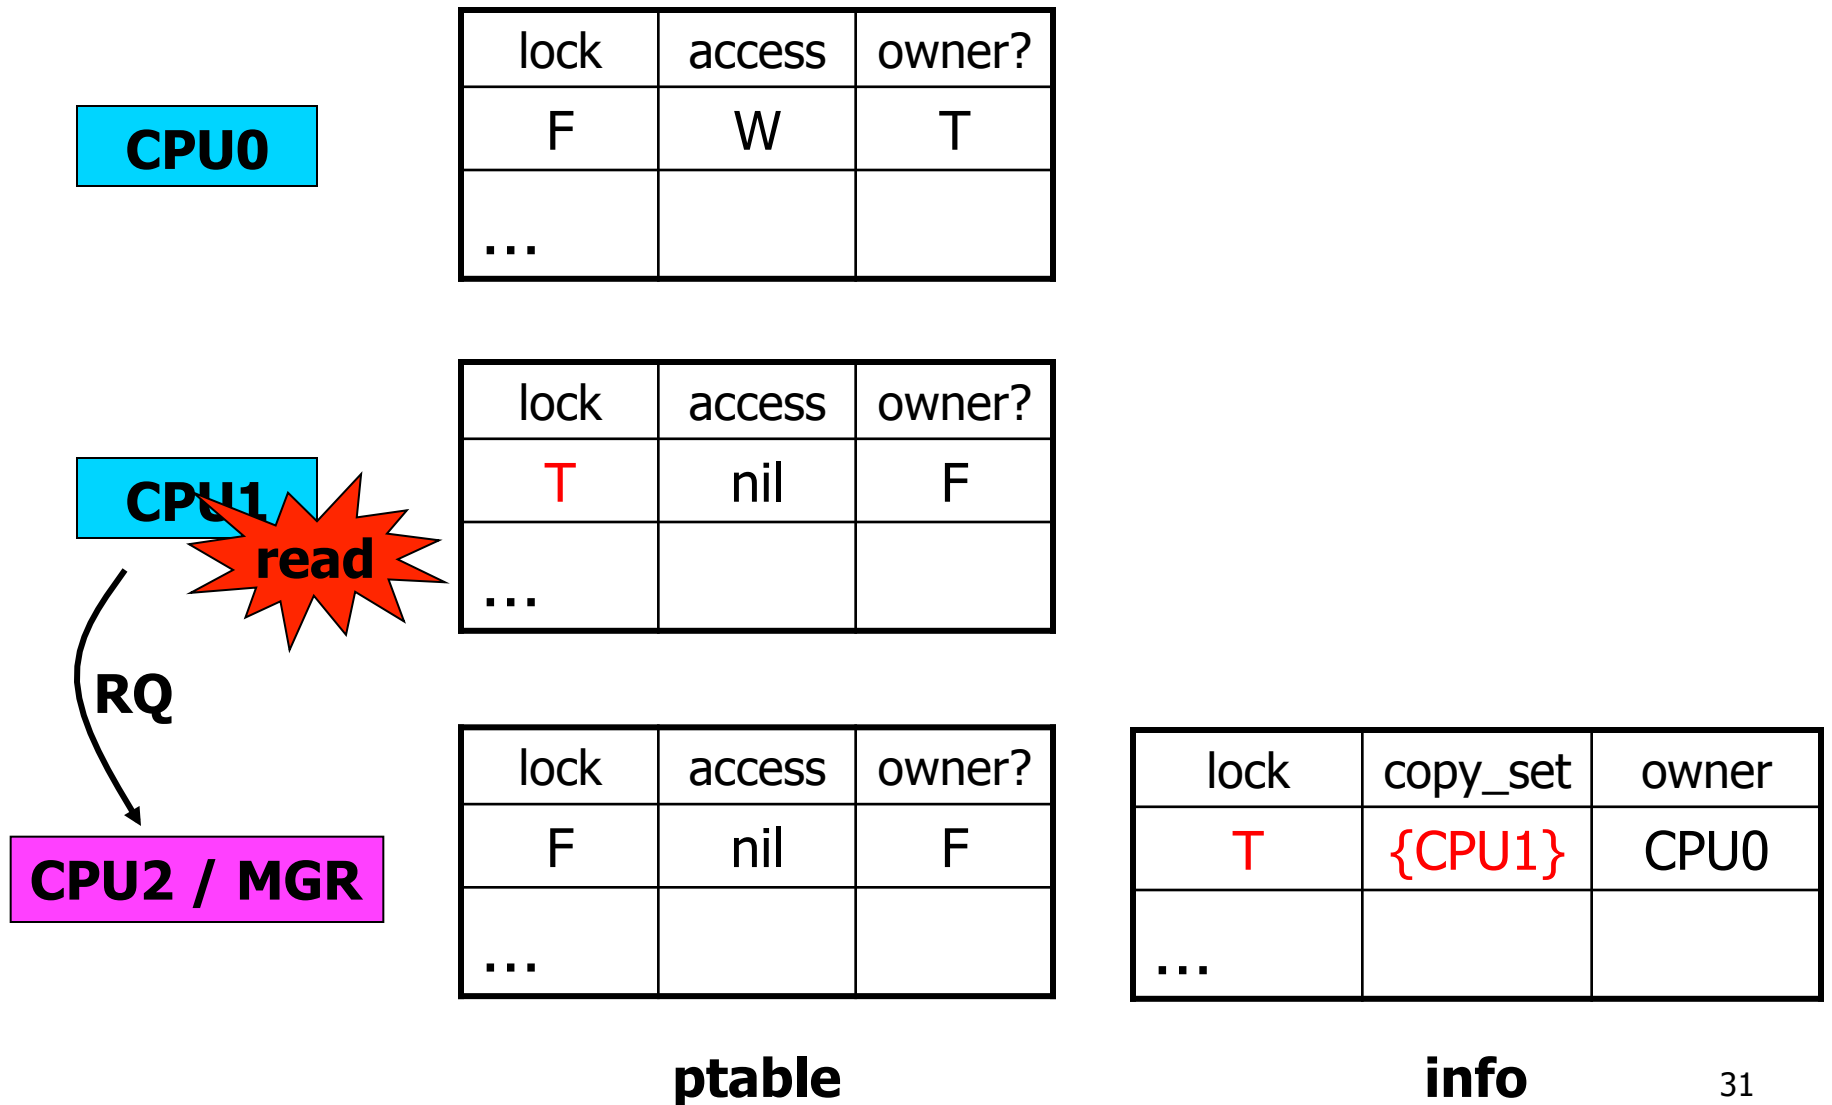 lock access owner?
CPU0
F W T
...
lock access owner?
CPU1
T nil F
read
...
RQ
lock access owner?
lock copy_set owner
CPU2 / MGR
F nil F
T {CPU1} CPU0
...
...
ptable
info
31